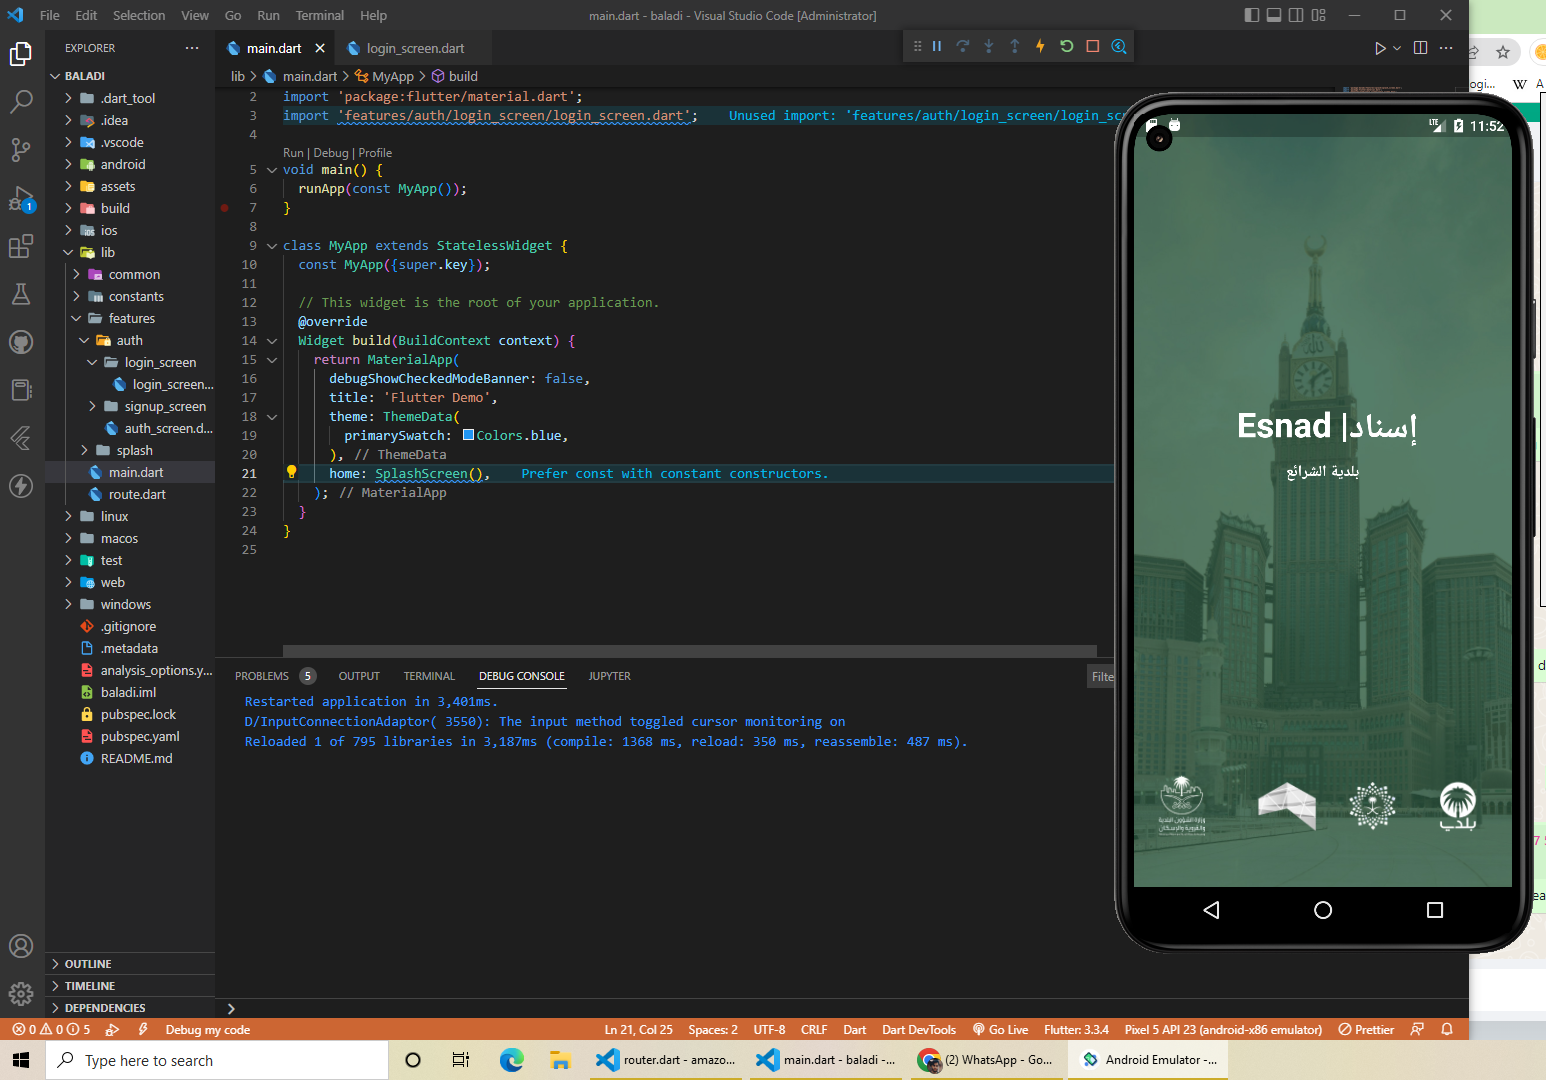 File Edit Selection View Go Run Terminal Help
main.dart - baladi - Visual Studio Code [Administrator]
EXPLORER
BALADI
.dart_tool
.idea
.vscode
android
assets
build
ios
lib
common
constants
features
auth
login_screen
login_screen...
signup_screen
auth_screen.d...
splash
main.dart
route.dart
linux
macos
test
web
windows
.gitignore
.metadata
analysis_options.y...
baladi.iml
pubspec.lock
pubspec.yaml
README.md
OUTLINE
TIMELINE
DEPENDENCIES
1
main.dart
login_screen.dart
lib > main.dart > MyApp > build
2 import 'package:flutter/material.dart';
3 import 'features/auth/login_screen/login_screen.dart'; Unused import: 'features/auth/login_screen/login_sc
4
Run | Debug | Profile
5 void main() {
6 runApp(const MyApp());
7 }
8
9 class MyApp extends StatelessWidget {
10 const MyApp({super.key});
11
12 // This widget is the root of your application.
13 @override
14 Widget build(BuildContext context) {
15 return MaterialApp(
16 debugShowCheckedModeBanner: false,
17 title: 'Flutter Demo',
18 theme: ThemeData(
19 primarySwatch: Colors.blue,
20 ), // ThemeData
21 home: SplashScreen(), Prefer const with constant constructors.
22 ); // MaterialApp
23 }
24 }
25
PROBLEMS 5 OUTPUT TERMINAL DEBUG CONSOLE JUPYTER
Filte
Restarted application in 3,401ms.
D/InputConnectionAdaptor( 3550): The input method toggled cursor monitoring on
Reloaded 1 of 795 libraries in 3,187ms (compile: 1368 ms, reload: 350 ms, reassemble: 487 ms).
LTE 11:52
Esnad |إسناد
بلدية الشرائع
بلدي
0 0 5 Debug my code
Ln 21, Col 25 Spaces: 2 UTF-8 CRLF Dart Dart DevTools Go Live Flutter: 3.3.4 Pixel 5 API 23 (android-x86 emulator) Prettier
Type here to search
router.dart - amazo...
main.dart - baladi -...
(2) WhatsApp - Go...
Android Emulator -...